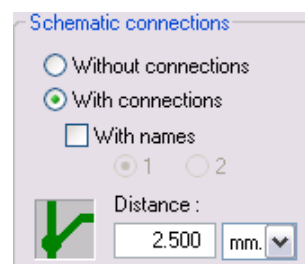 Schematic connections
Without connections
With connections
With names
1 2
Distance :
2.500 mm.